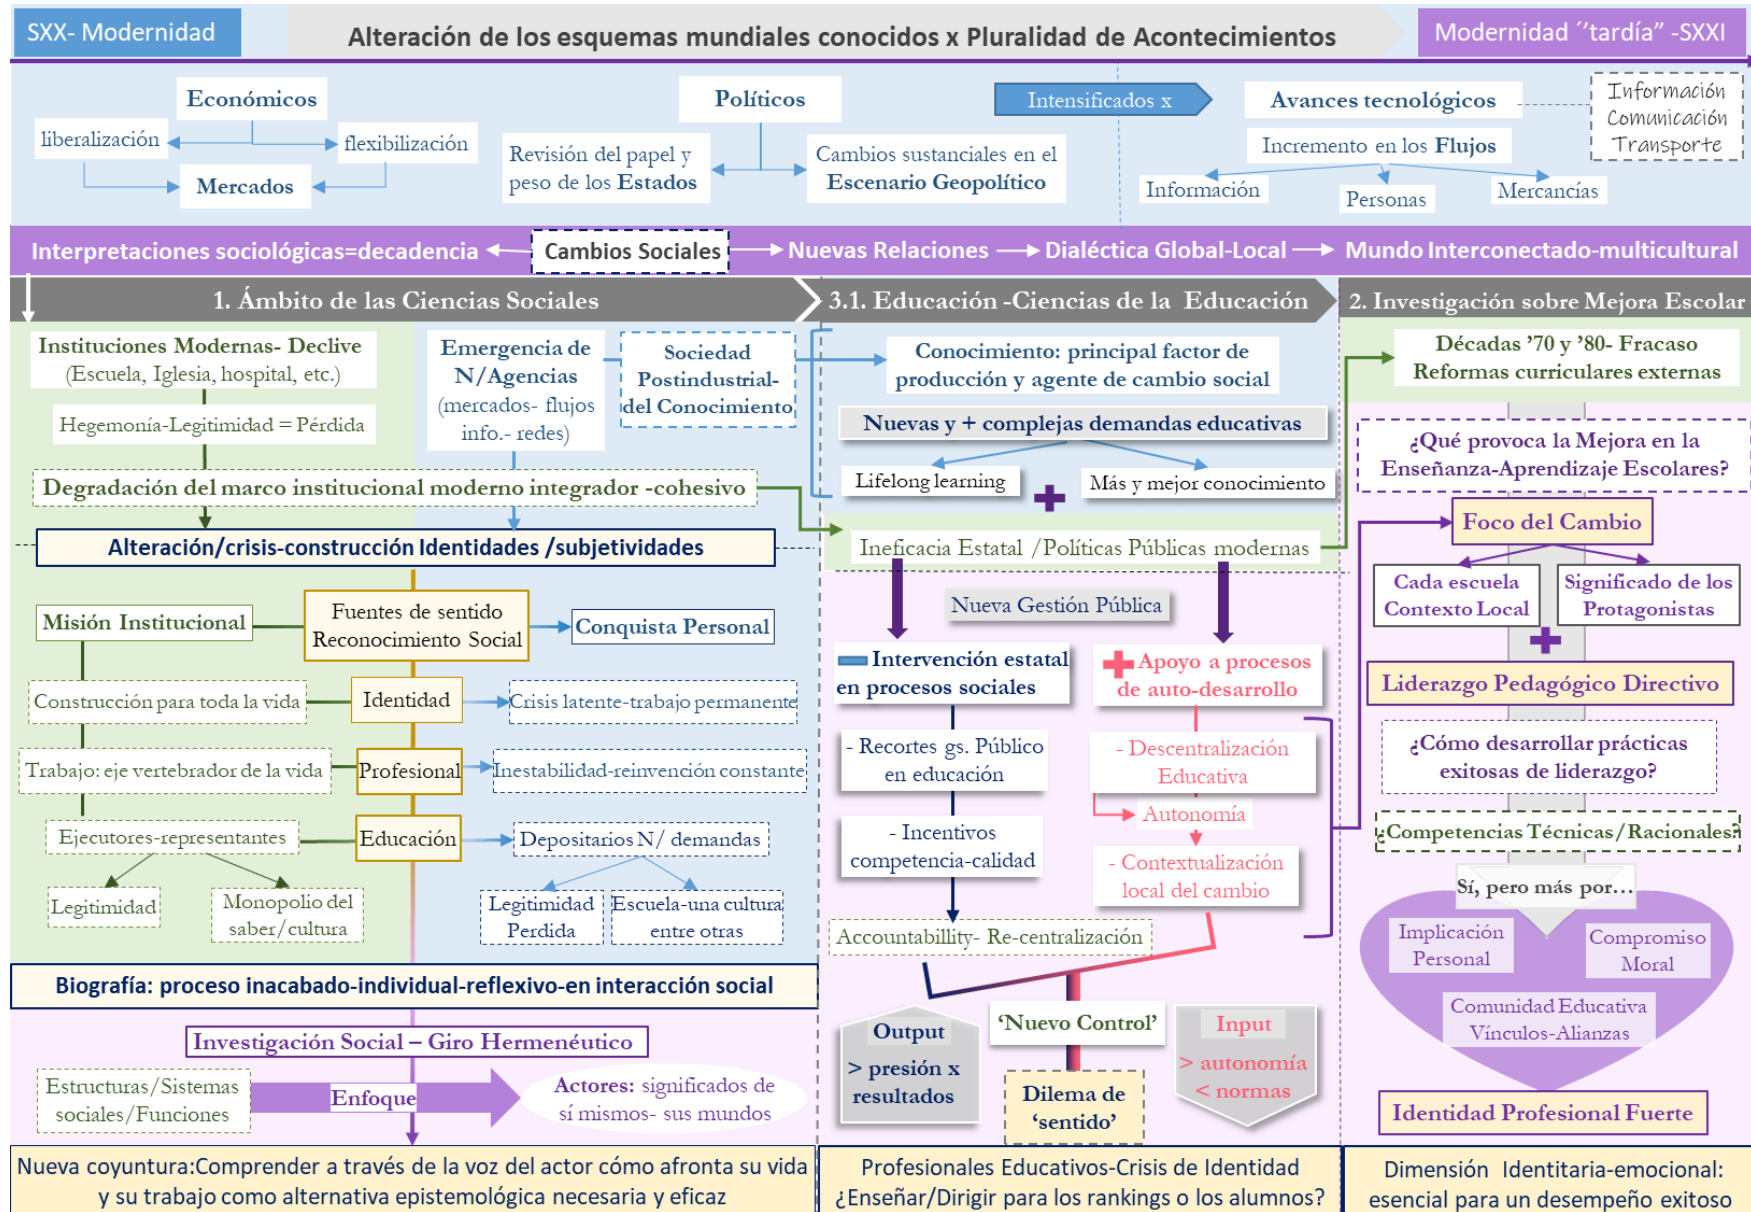 SXX- Modernidad
Alteración de los esquemas mundiales conocidos x Pluralidad de Acontecimientos
Modernidad ´’tardía” -SXXI
Económicos
liberalización
flexibilización
Mercados
Políticos
Revisión del papel y
peso de los Estados
Cambios sustanciales en el
Escenario Geopolítico
Intensificados x
Avances tecnológicos
Información
Comunicación
Transporte
Incremento en los Flujos
Información
Personas
Mercancías
Interpretaciones sociológicas=decadencia
Cambios Sociales
Nuevas Relaciones
Dialéctica Global-Local
Mundo Interconectado-multicultural
1. Ámbito de las Ciencias Sociales
Instituciones Modernas- Declive
(Escuela, Iglesia, hospital, etc.)
Hegemonía-Legitimidad = Pérdida
Emergencia de
N/Agencias
(mercados- flujos
info.- redes)
Sociedad
Postindustrial-
del Conocimiento
Degradación del marco institucional moderno integrador -cohesivo
Alteración/crisis-construcción Identidades /subjetividades
Misión Institucional
Fuentes de sentido
Reconocimiento Social
Conquista Personal
Construcción para toda la vida
Identidad
Crisis latente-trabajo permanente
Trabajo: eje vertebrador de la vida
Profesional
Inestabilidad-reinvención constante
Ejecutores-representantes
Educación
Depositarios N/ demandas
Legitimidad
Monopolio del
saber/cultura
Legitimidad
Perdida
Escuela-una cultura
entre otras
Biografía: proceso inacabado-individual-reflexivo-en interacción social
Investigación Social – Giro Hermenéutico
Estructuras/Sistemas
sociales/Funciones
Enfoque
Actores: significados de
sí mismos- sus mundos
Nueva coyuntura:Comprender a través de la voz del actor cómo afronta su vida
y su trabajo como alternativa epistemológica necesaria y eficaz
3.1. Educación -Ciencias de la Educación
Conocimiento: principal factor de
producción y agente de cambio social
Nuevas y + complejas demandas educativas
Lifelong learning
Más y mejor conocimiento
Ineficacia Estatal /Políticas Públicas modernas
Nueva Gestión Pública
Intervención estatal
en procesos sociales
Apoyo a procesos
de auto-desarrollo
- Recortes gs. Público
en educación
- Descentralización
Educativa
Autonomía
- Incentivos
competencia-calidad
- Contextualización
local del cambio
Accountabillity- Re-centralización
Output
> presión x
resultados
‘Nuevo Control’
Input
> autonomía
< normas
Dilema de
‘sentido’
Profesionales Educativos-Crisis de Identidad
¿Enseñar/Dirigir para los rankings o los alumnos?
2. Investigación sobre Mejora Escolar
Décadas ’70 y ’80- Fracaso
Reformas curriculares externas
¿Qué provoca la Mejora en la
Enseñanza-Aprendizaje Escolares?
Foco del Cambio
Cada escuela
Contexto Local
Significado de los
Protagonistas
Liderazgo Pedagógico Directivo
¿Cómo desarrollar prácticas
exitosas de liderazgo?
¿Competencias Técnicas/Racionales?
Sí, pero más por…
Implicación
Personal
Compromiso
Moral
Comunidad Educativa
Vínculos-Alianzas
Identidad Profesional Fuerte
Dimensión Identitaria-emocional:
esencial para un desempeño exitoso